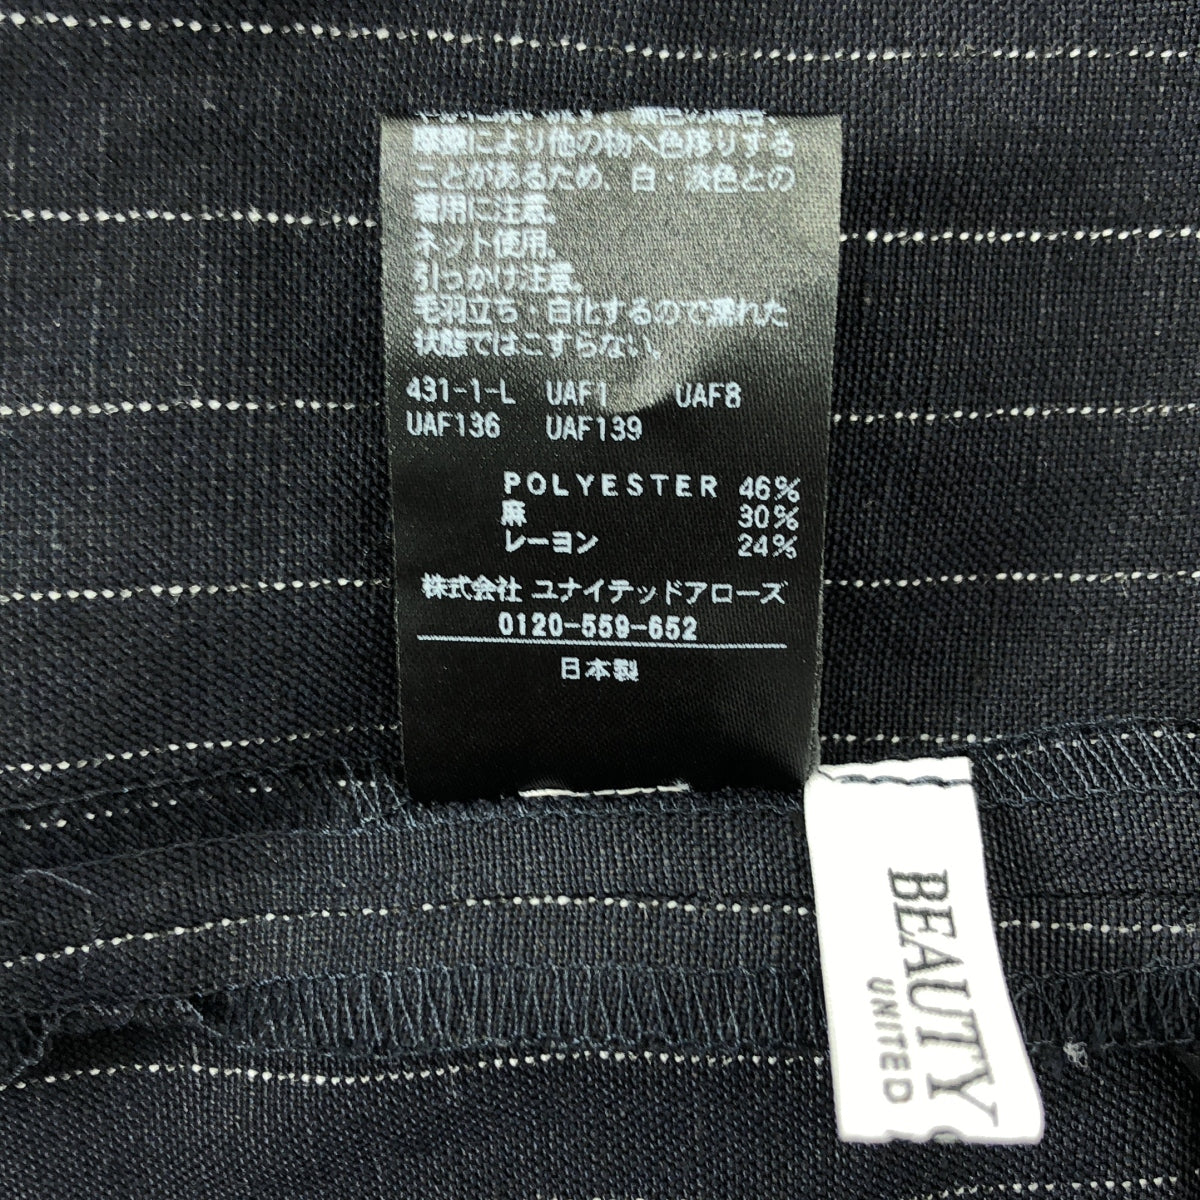 摩擦により他の物へ色移りする
ことがあるため、白・淡色との
着用に注意。
ネット使用。
引っかけ注意。
毛羽立ち・白化するので濡れた
状態ではこすらない。
431-1-L UAF1 UAF8
UAF136 UAF139
POLYESTER 46%
麻 30%
レーヨン 24%
株式会社 ユナイテッドアローズ
0120-559-652
日本製
BEAUTY
UNITED